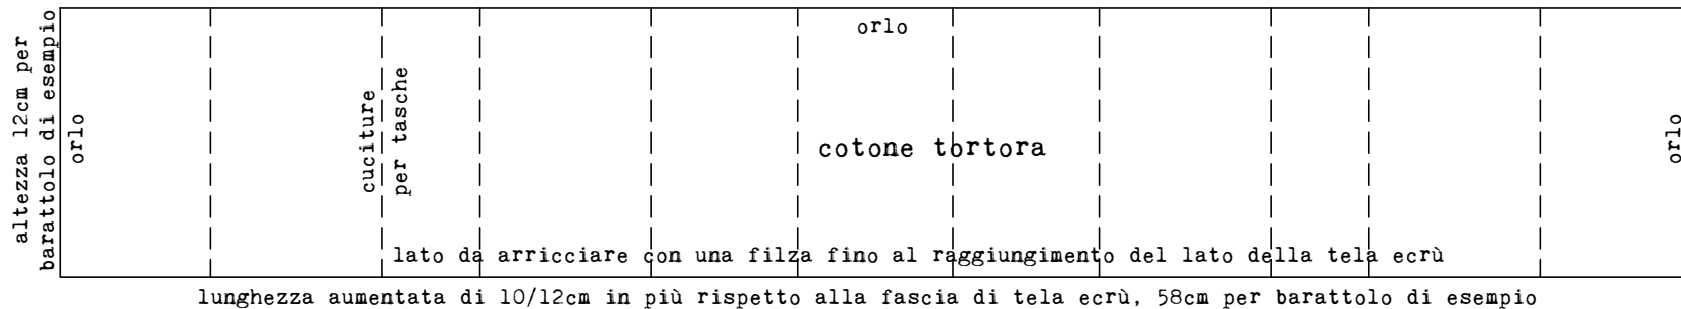 altezza 12cm per
barattolo di esempio
orlo
cuciture
per tasche
orlo
cotone tortora
orlo
lato da arricciare con una filza fino al raggiungimento del lato della tela ecrù
lunghezza aumentata di 10/12cm in più rispetto alla fascia di tela ecrù, 58cm per barattolo di esempio